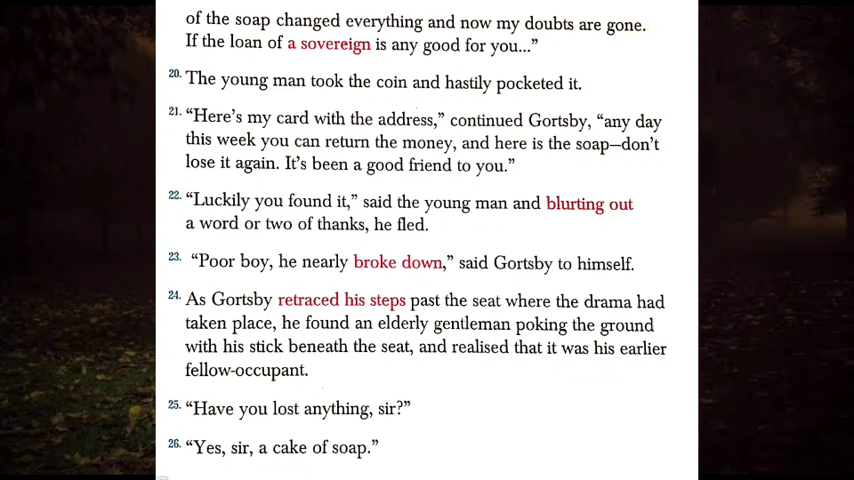 of the soap changed everything and now my doubts are gone.
If the loan of a sovereign is any good for you...”
20. The young man took the coin and hastily pocketed it.
21. “Here’s my card with the address,” continued Gortsby, “any day
this week you can return the money, and here is the soap—don’t
lose it again. It’s been a good friend to you.”
22. “Luckily you found it,” said the young man and blurting out
a word or two of thanks, he fled.
23. “Poor boy, he nearly broke down,” said Gortsby to himself.
24. As Gortsby retraced his steps past the seat where the drama had
taken place, he found an elderly gentleman poking the ground
with his stick beneath the seat, and realised that it was his earlier
fellow-occupant.
25. “Have you lost anything, sir?”
26. “Yes, sir, a cake of soap.”